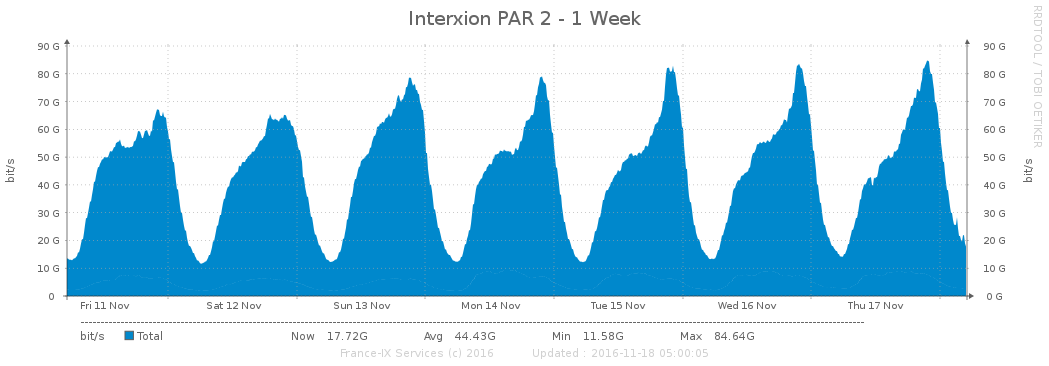 Interxion PAR 2 - 1 Week
RRDTOOL / TOBI OETIKER
bit/s
90 G 90 G
80 G 80 G
70 G 70 G
60 G 60 G
50 G 50 G
40 G 40 G
30 G 30 G
20 G 20 G
10 G 10 G
0 0 G
bit/s
Fri 11 Nov Sat 12 Nov Sun 13 Nov Mon 14 Nov Tue 15 Nov Wed 16 Nov Thu 17 Nov
bit/s Total Now 17.72G Avg 44.43G Min 11.58G Max 84.64G
France-IX Services (c) 2016 Updated : 2016-11-18 05:00:05